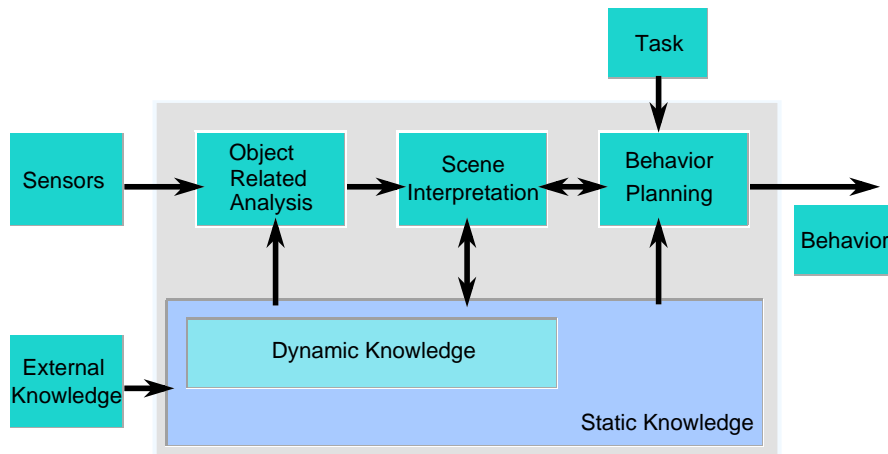 Task
Sensors
Object
Related
Analysis
Scene
Interpretation
Behavior
Planning
Behavior
External
Knowledge
Dynamic Knowledge
Static Knowledge